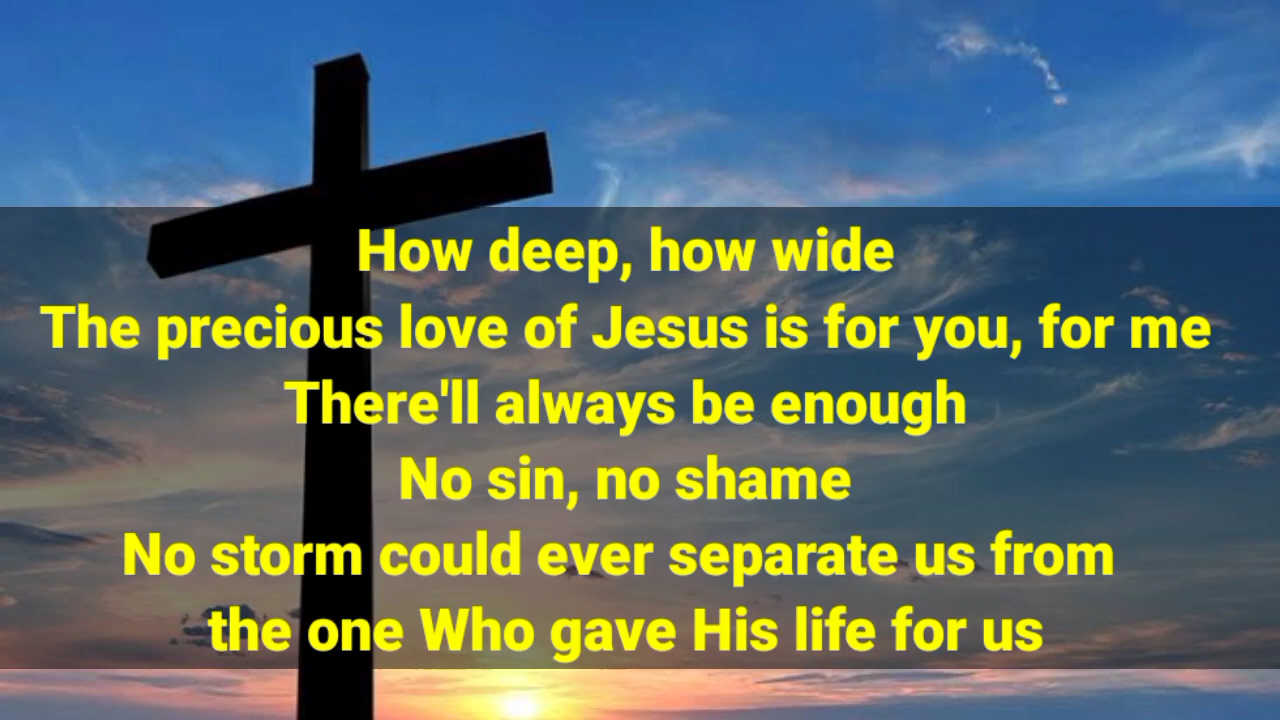 How deep, how wide
The precious love of Jesus is for you, for me
There'll always be enough
No sin, no shame
No storm could ever separate us from
the one Who gave His life for us